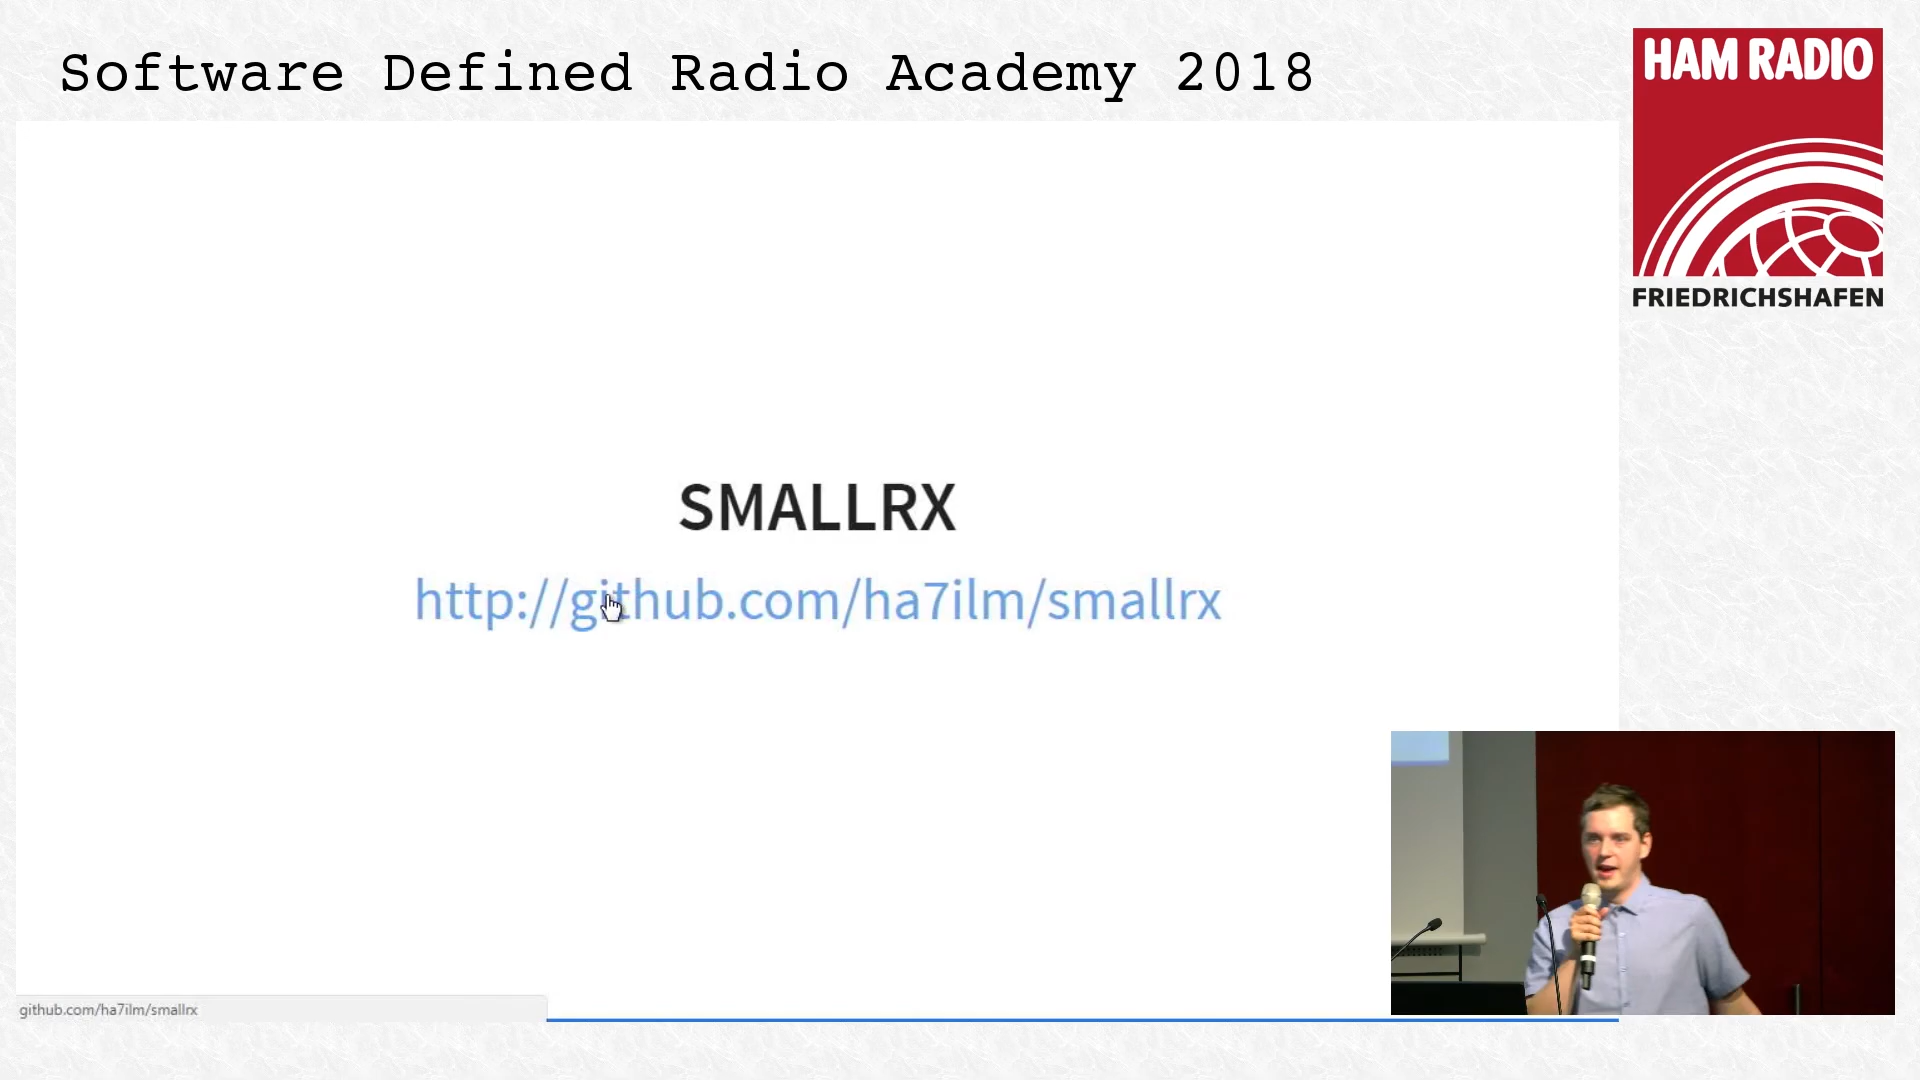 Software Defined Radio Academy 2018
HAM RADIO
FRIEDRICHSHAFEN
SMALLRX
http://github.com/ha7ilm/smallrx
github.com/ha7ilm/smallrx